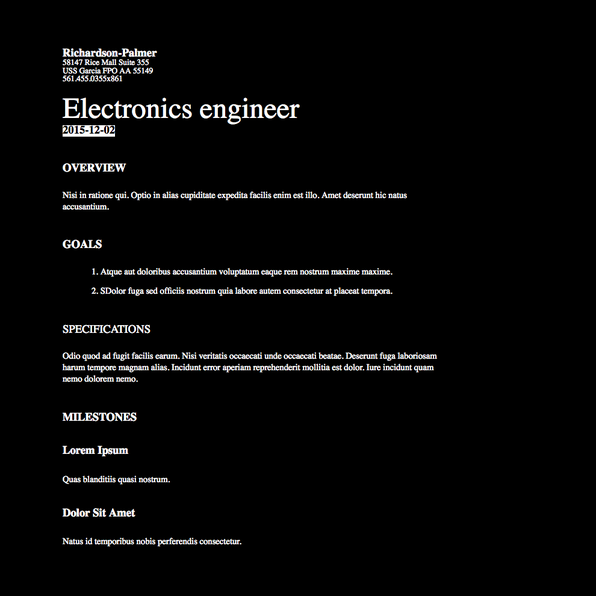 Richardson-Palmer
58147 Rice Mall Suite 355
USS Garcia FPO AA 55149
561.455.0355x861
Electronics engineer
2015-12-02
OVERVIEW
Nisi in ratione qui. Optio in alias cupiditate expedita facilis enim est illo. Amet deserunt hic natus
accusantium.
GOALS
1. Atque aut doloribus accusantium voluptatum eaque rem nostrum maxime maxime.
2. SDolor fuga sed officiis nostrum quia labore autem consectetur at placeat tempora.
SPECIFICATIONS
Odio quod ad fugit facilis earum. Nisi veritatis occaecati unde occaecati beatae. Deserunt fuga laboriosam
harum tempore magnam alias. Incidunt error aperiam reprehenderit mollitia est dolor. Iure incidunt quam
nemo dolorem nemo.
MILESTONES
Lorem Ipsum
Quas blanditiis quasi nostrum.
Dolor Sit Amet
Natus id temporibus nobis perferendis consectetur.